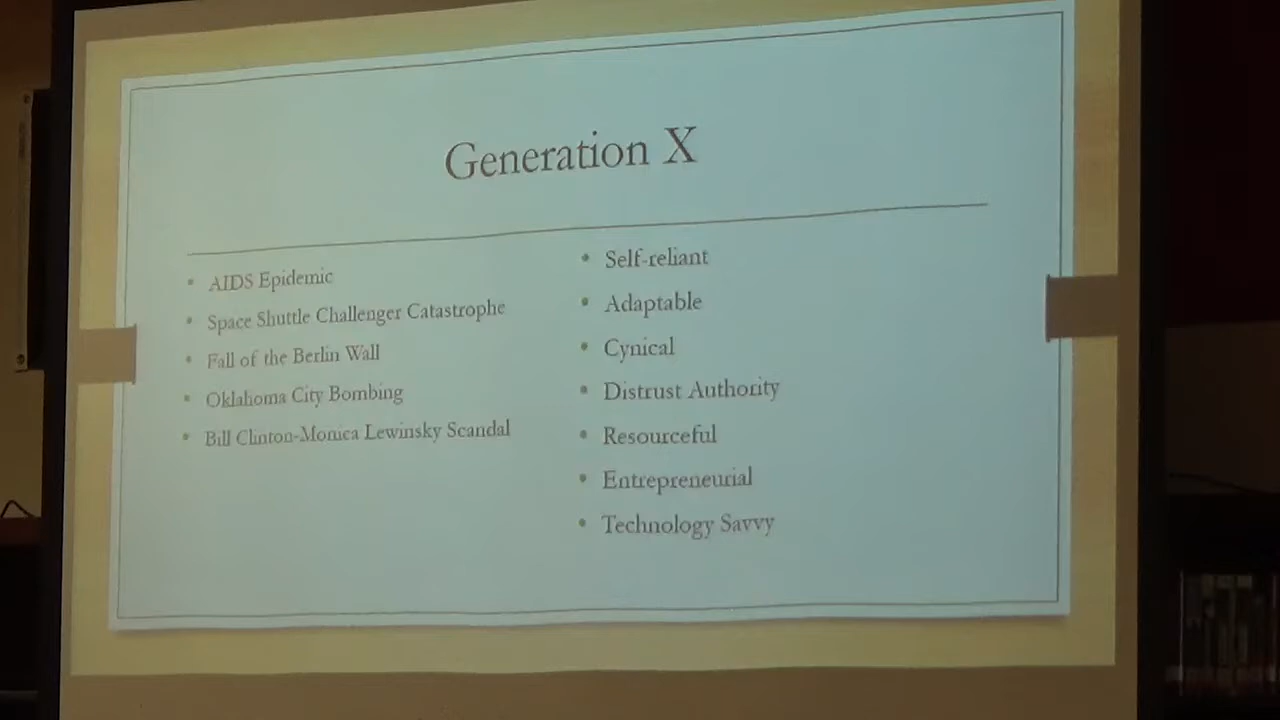 Generation X
• AIDS Epidemic
• Space Shuttle Challenger Catastrophe
• Fall of the Berlin Wall
• Oklahoma City Bombing
• Bill Clinton-Monica Lewinsky Scandal
• Self-reliant
• Adaptable
• Cynical
• Distrust Authority
• Resourceful
• Entrepreneurial
• Technology Savvy